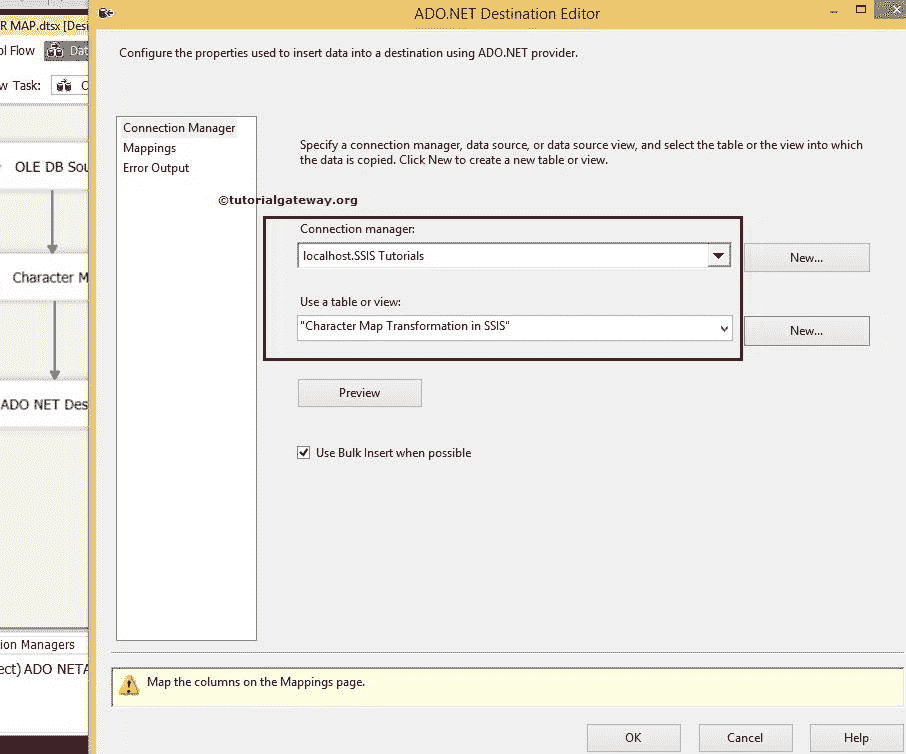 ADO.NET Destination Editor
R MAP.dtsx [Desi
ol Flow
Dat
w Task:
C
Configure the properties used to insert data into a destination using ADO.NET provider.
Connection Manager
Mappings
Error Output
Specify a connection manager, data source, or data source view, and select the table or the view into which
the data is copied. Click New to create a new table or view.
OLE DB Sou
©tutorialgateway.org
Connection manager:
localhost.SSIS Tutorials
New...
Character M
Use a table or view:
"Character Map Transformation in SSIS"
New...
Preview
ADO NET Des
Use Bulk Insert when possible
ion Managers
ect) ADO NETA
Map the columns on the Mappings page.
OK
Cancel
Help